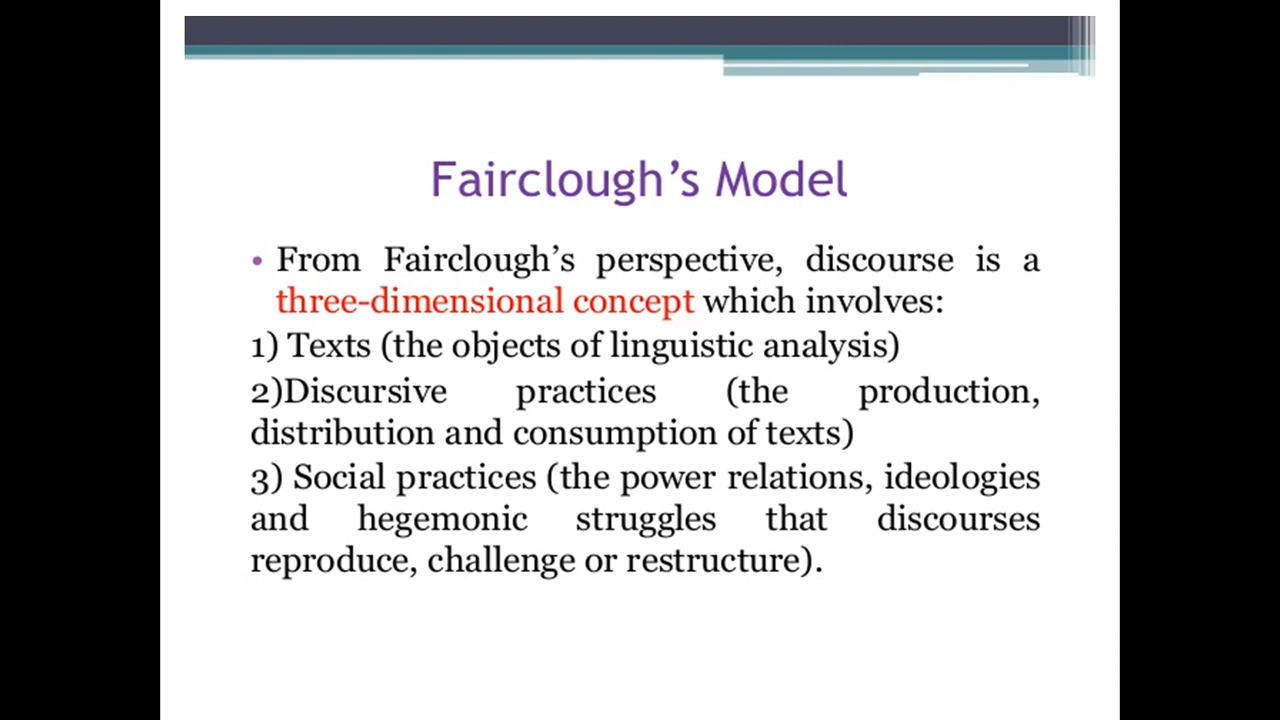 Fairclough’s Model
• From Fairclough’s perspective, discourse is a
three-dimensional concept which involves:
1) Texts (the objects of linguistic analysis)
2)Discursive practices (the production,
distribution and consumption of texts)
3) Social practices (the power relations, ideologies
and hegemonic struggles that discourses
reproduce, challenge or restructure).